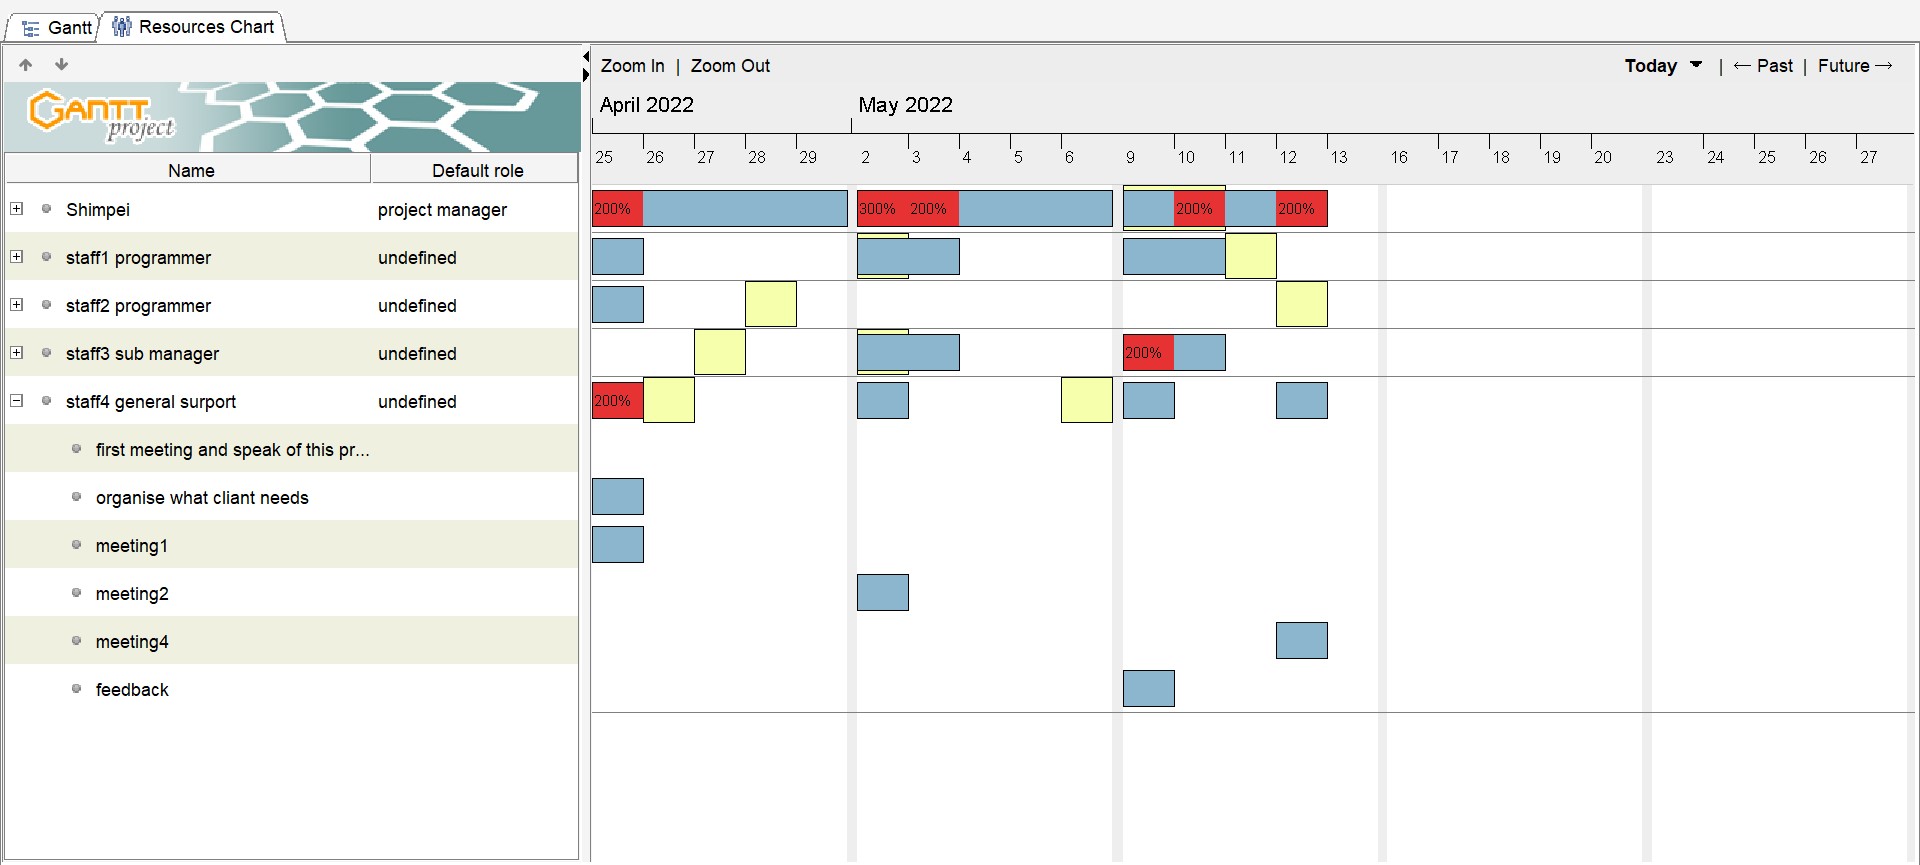 Gantt
Resources Chart
Zoom In | Zoom Out
Today | ← Past | Future →
GANTT
project
April 2022
May 2022
25 26 27 28 29 2 3 4 5 6 9 10 11 12 13 16 17 18 19 20 23 24 25 26 27
Name Default role
Shimpei project manager 200% 300% 200% 200% 200%
staff1 programmer undefined
staff2 programmer undefined
staff3 sub manager undefined 200%
staff4 general surport undefined 200%
first meeting and speak of this pr...
organise what cliant needs
meeting1
meeting2
meeting4
feedback